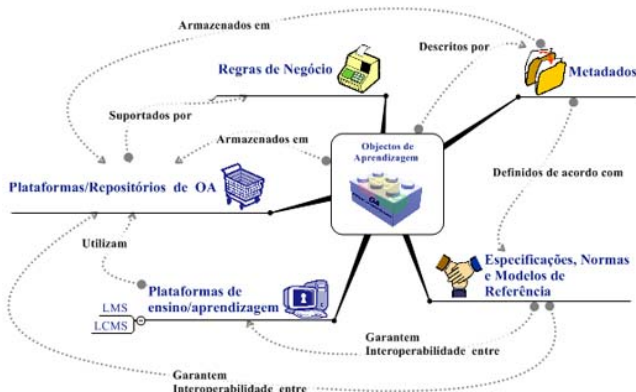 Armazenados em
Regras de Negócio
Descritos por
Metadados
Suportados por
Armazenados em
Objectos de
Aprendizagem
OA
Definidos de acordo com
Plataformas/Repositórios de OA
Utilizam
Plataformas de
ensino/aprendizagem
LMS
LCMS
Especificações, Normas
e Modelos de
Referência
Garantem
Interoperabilidade entre
Garantem
Interoperabilidade entre